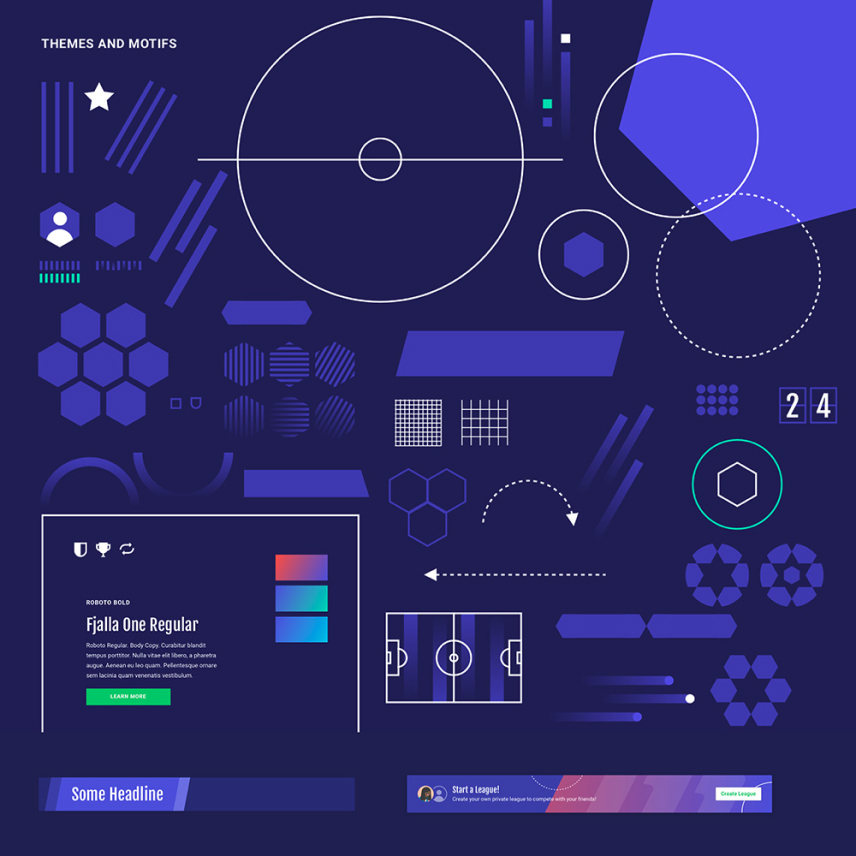 THEMES AND MOTIFS
2 4
ROBOTO BOLD
Fjalla One Regular
Roboto Regular. Body Copy. Curabitur blandit
tempus porttitor. Nulla vitae elit libero, a pharetra
augue. Aenean eu leo quam. Pellentesque ornare
sem lacinia quam venenatis vestibulum.
LEARN MORE
Some Headline
Start a League!
Create your own private league to compete with your friends!
Create League